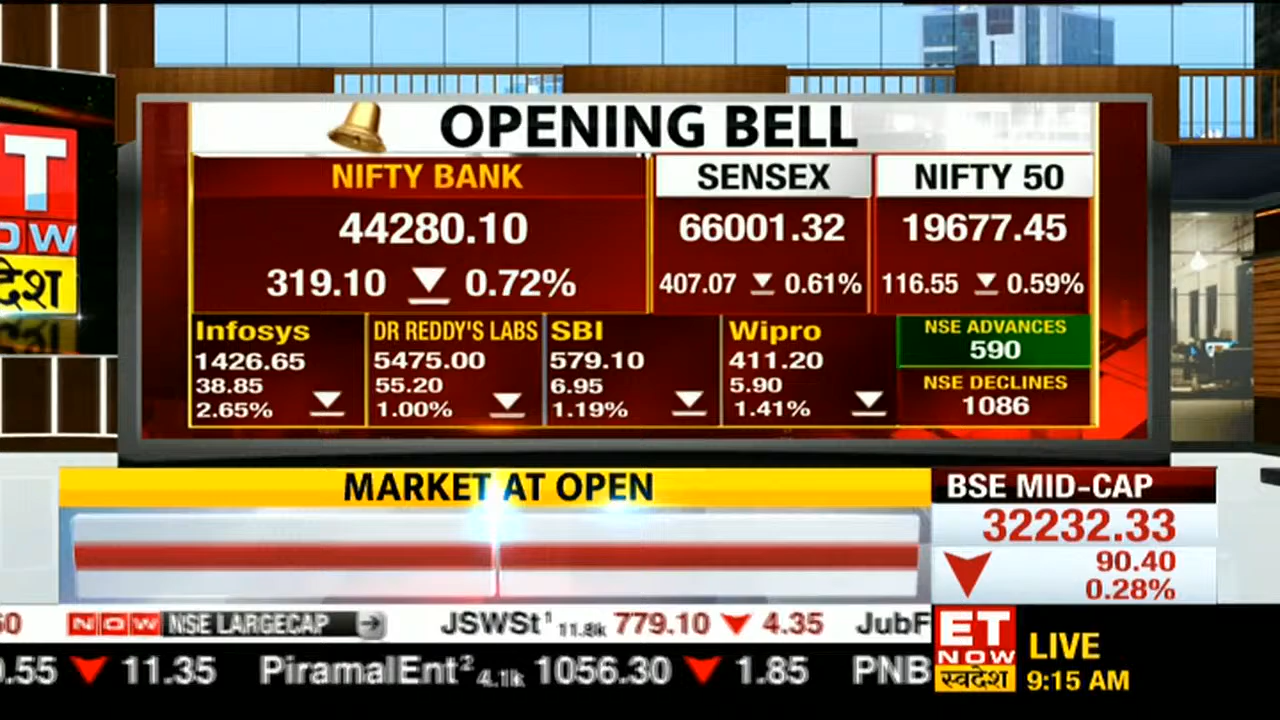 OPENING BELL
NIFTY BANK
44280.10
319.10 ▼ 0.72%
SENSEX
66001.32
407.07 ▼ 0.61%
NIFTY 50
19677.45
116.55 ▼ 0.59%
Infosys
1426.65
38.85
2.65% ▼
DR REDDY'S LABS
5475.00
55.20
1.00% ▼
SBI
579.10
6.95
1.19% ▼
Wipro
411.20
5.90
1.41% ▼
NSE ADVANCES
590
NSE DECLINES
1086
T
OW
देश
MARKET AT OPEN
BSE MID-CAP
32232.33
▼ 90.40
0.28%
NOW NSE LARGECAP → JSWSt¹ 11.8k 779.10 ▼ 4.35 JubF
.55 ▼ 11.35 PiramalEnt² 4.1k 1056.30 ▼ 1.85 PNB
ET
NOW
स्वदेश
LIVE
9:15 AM